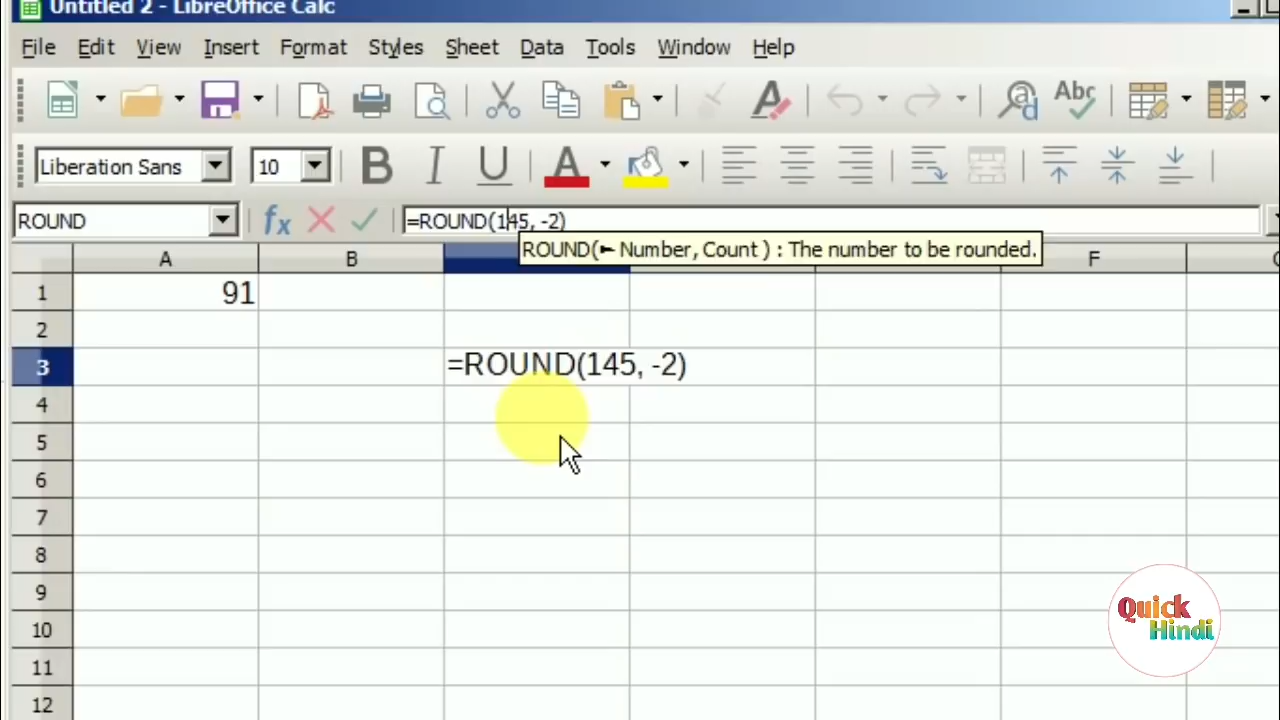 Untitled 2 - LibreOffice Calc
File Edit View Insert Format Styles Sheet Data Tools Window Help
Abc
Liberation Sans 10 B I U A
ROUND fx =ROUND(145, -2)
ROUND(► Number, Count ) : The number to be rounded.
A B F
1 91
2
3 =ROUND(145, -2)
4
5
6
7
8
9
10
11
12
Quick
Hindi